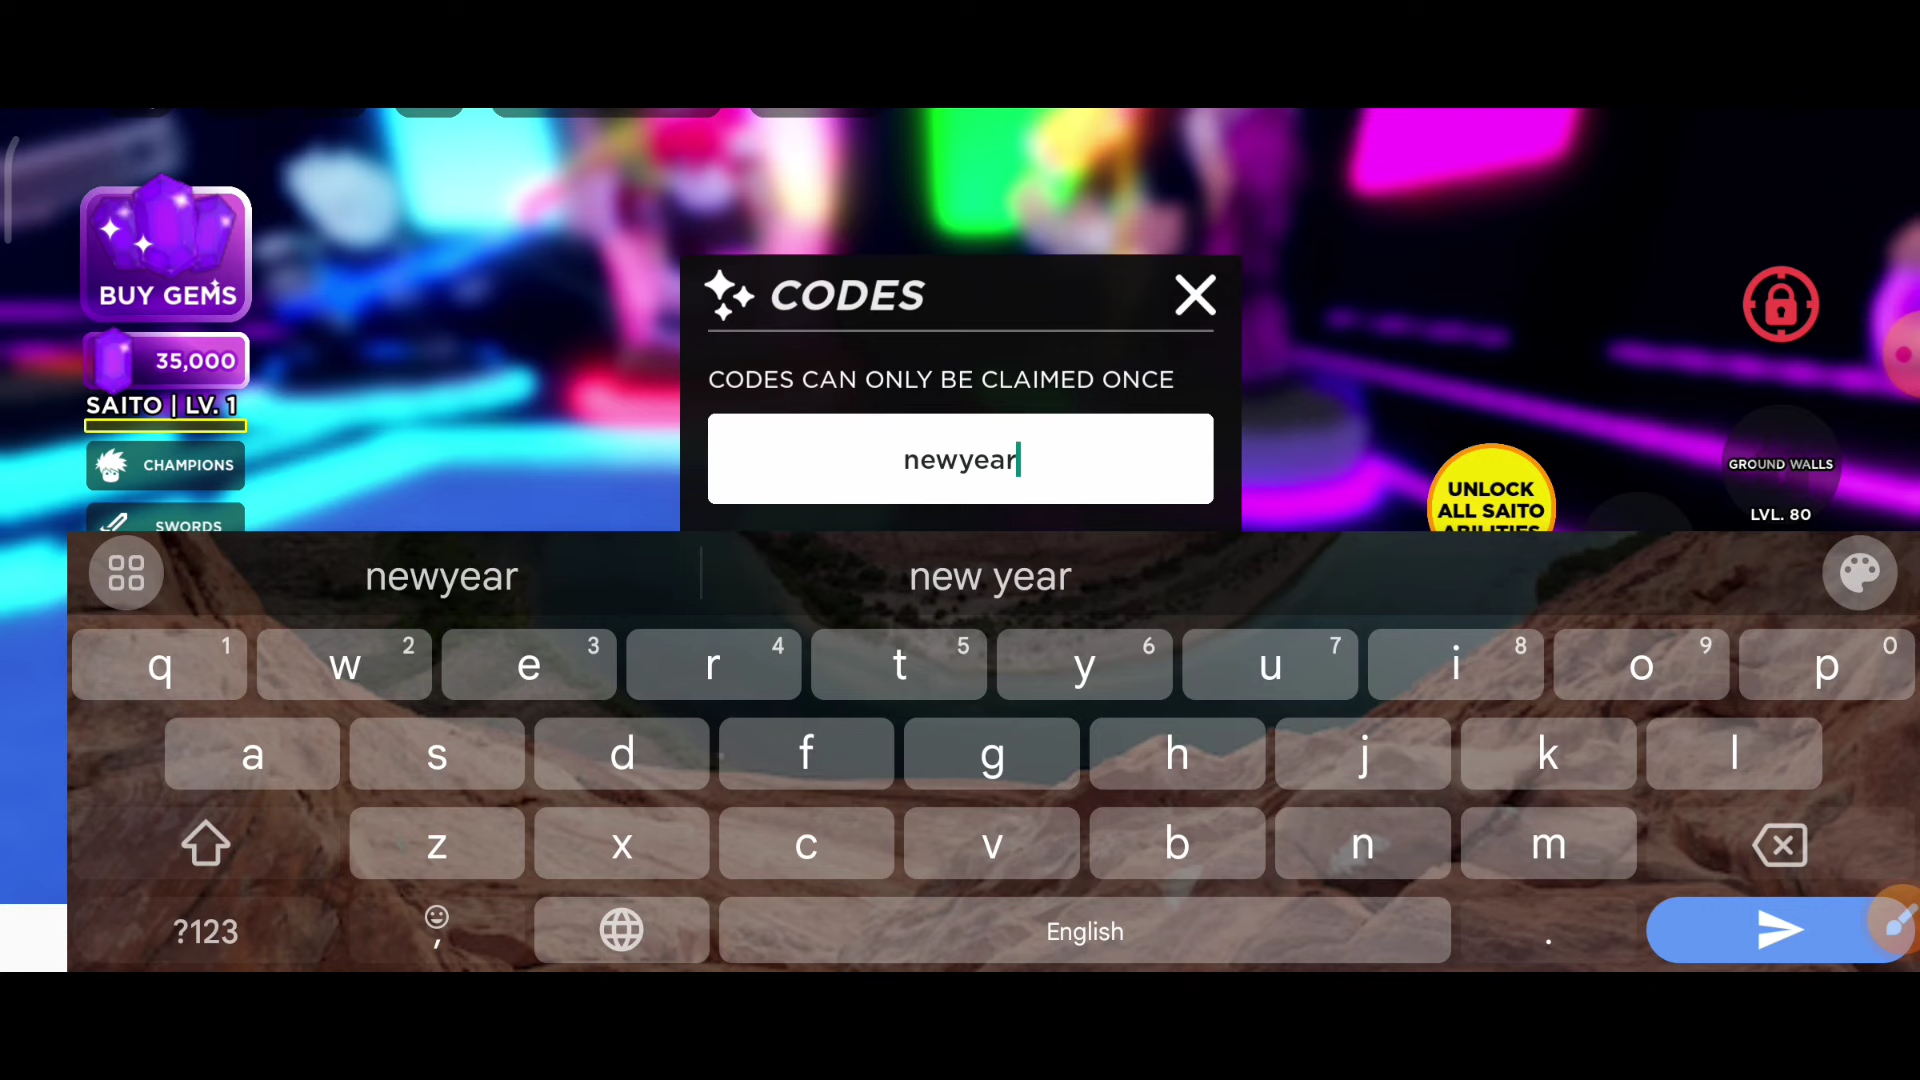 BUY GEMS
35,000
SAITO | LV. 1
CHAMPIONS
SWORDS
CODES
CODES CAN ONLY BE CLAIMED ONCE
newyear
UNLOCK
ALL SAITO
ABILITIES
GROUND WALLS
LVL. 80
newyear
new year
q 1 w 2 e 3 r 4 t 5 y 6 u 7 i 8 o 9 p 0
a s d f g h j k l
z x c v b n m
?123 , English .